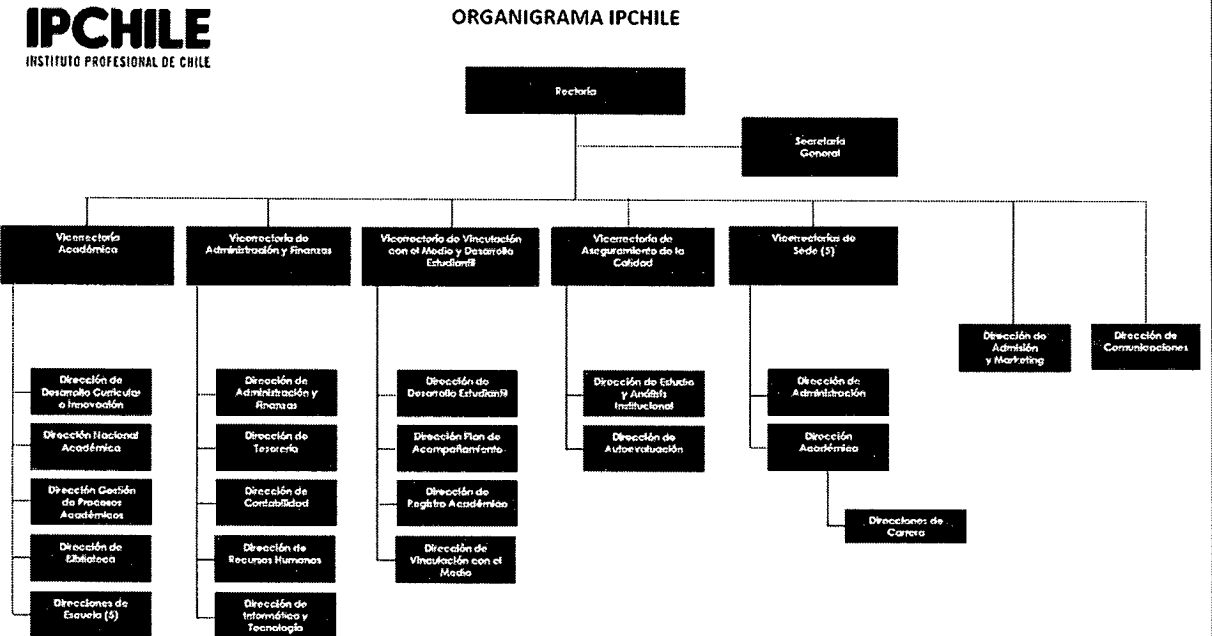 IPCHILE
INSTITUTO PROFESIONAL DE CHILE
ORGANIGRAMA IPCHILE
Rectoría
Secretaría
General
Vicerrectoría
Académica
Vicerrectoría de
Administración y Finanzas
Vicerrectoría de Vinculación
con el Medio y Desarrollo
Estudiantil
Vicerrectoría de
Aseguramiento de la
Calidad
Vicerrectorías de
Sede (5)
Dirección de
Admisión
y Marketing
Dirección de
Comunicaciones
Dirección de
Desarrollo Curricular
e Innovación
Dirección Nacional
Académica
Dirección Gestión
de Procesos
Académicos
Dirección de
Biblioteca
Direcciones de
Escuela (5)
Dirección de
Administración y
Finanzas
Dirección de
Tesorería
Dirección de
Contabilidad
Dirección de
Recursos Humanos
Dirección de
Informática y
Tecnología
Dirección de
Desarrollo Estudiantil
Dirección Plan de
Acompañamiento
Dirección de
Registro Académico
Dirección de
Vinculación con el
Medio
Dirección de Estudio
y Análisis
Institucional
Dirección de
Autoevaluación
Dirección de
Administración
Dirección
Académica
Direcciones de
Carrera